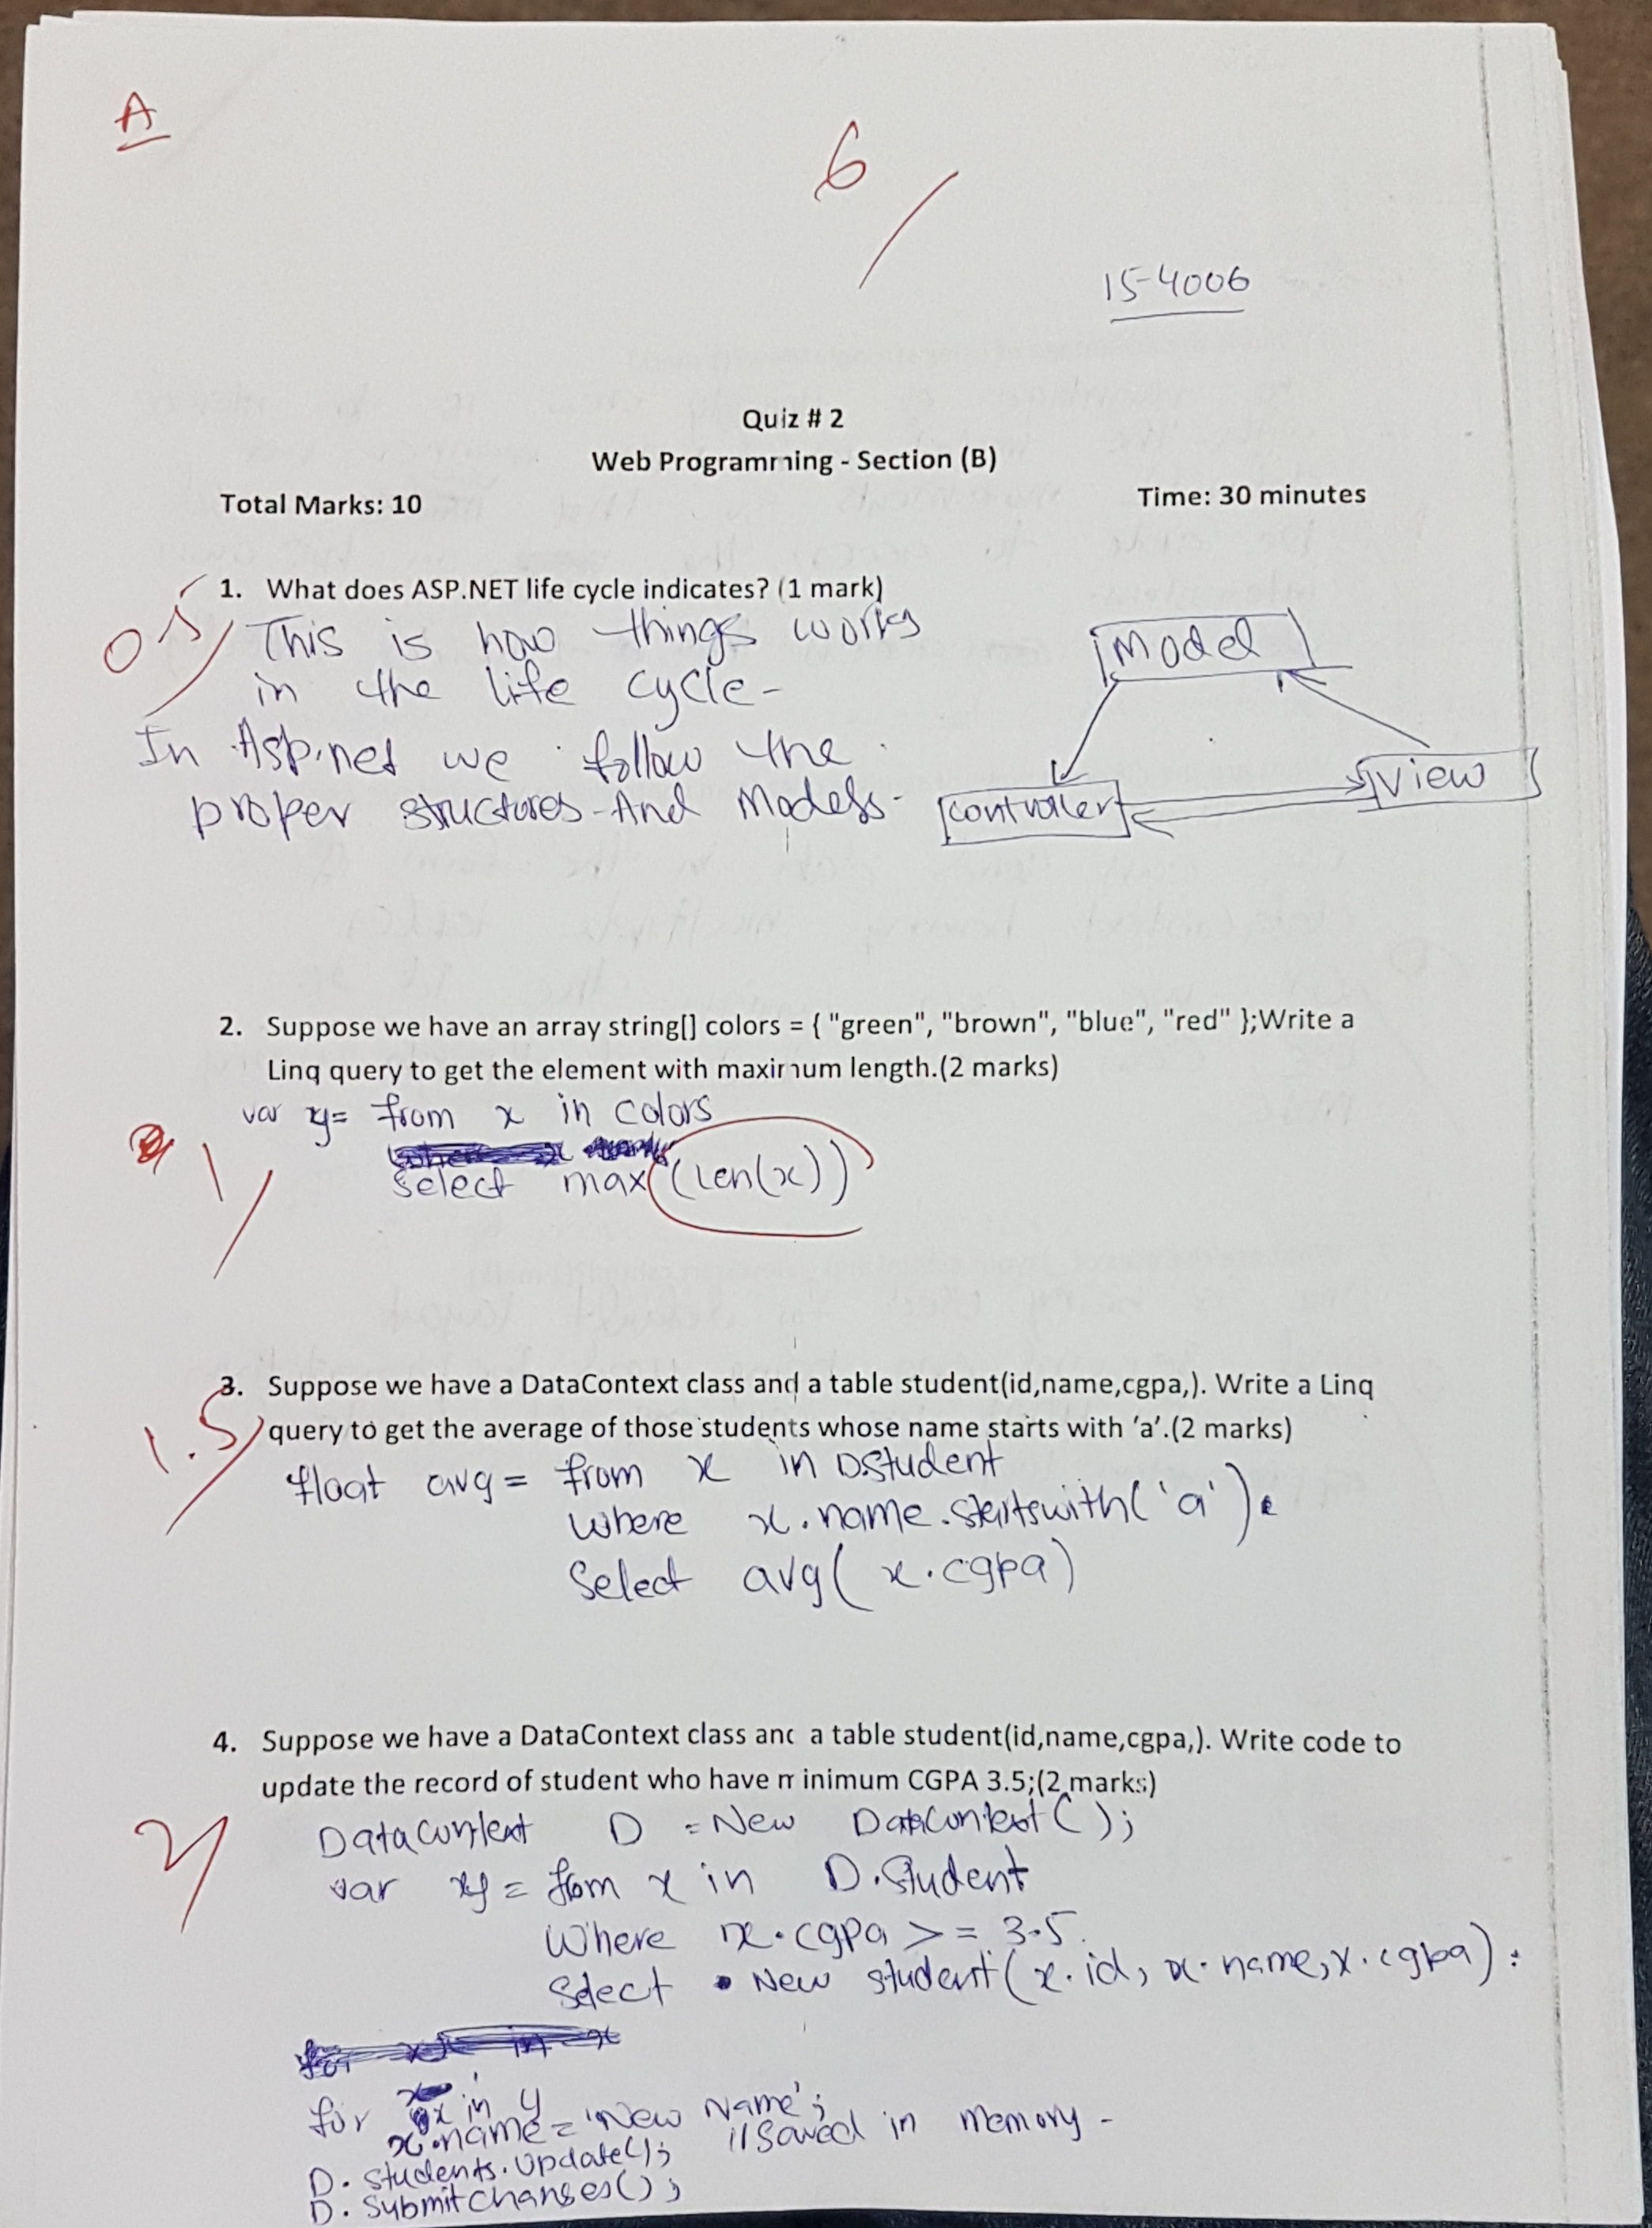 A
6
15-4006
Quiz # 2
Web Programming - Section (B)
Total Marks: 10 Time: 30 minutes
1. What does ASP.NET life cycle indicates? (1 mark)
0.5
This is how things works
in the life cycle-
In Asp.net we follow the
proper structures- And Models-
Model
View
Controller
2. Suppose we have an array string[] colors = { "green", "brown", "blue", "red" };Write a
Linq query to get the element with maximum length.(2 marks)
1
var y= from x in colors
Select max((len(x))
3. Suppose we have a DataContext class and a table student(id,name,cgpa,). Write a Linq
query to get the average of those students whose name starts with 'a'.(2 marks)
1.5
float avg = from x in D.student
where x.name.startswith('a')
Select avg( x.cgpa)
4. Suppose we have a DataContext class and a table student(id,name,cgpa,). Write code to
update the record of student who have minimum CGPA 3.5;(2 marks)
2
DataContext D = New DataContext();
var y = from x in D.Student
Where x.cgpa >= 3.5
Select New student(x.id, x.name, x.cgpa):
for x in y
x.name = 'New Name'; //Saved in memory -
D. students. Update();
D. Submitchanges();